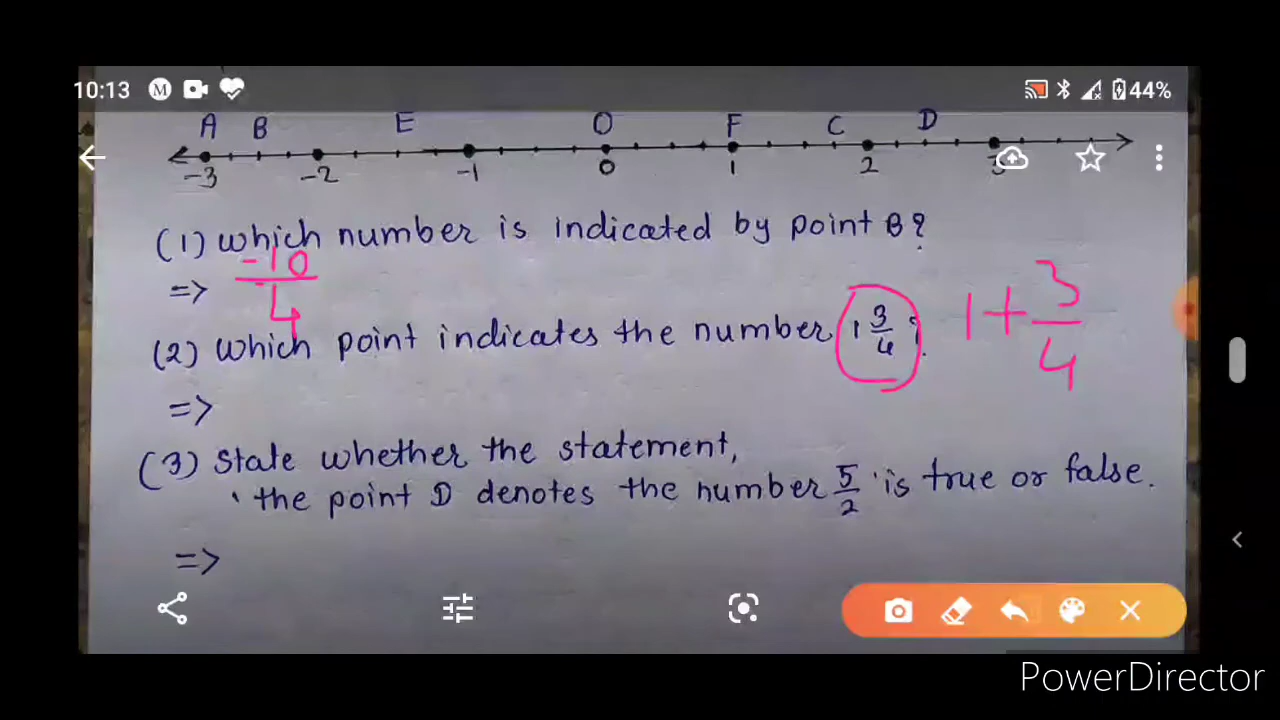 10:13 M 44%
A B E O F C D
-3 -2 -1 0 1 2 3
(1) which number is indicated by point B?
=> -10/4
(2) which point indicates the number 1 3/4 ? 1+3/4
=>
(3) State whether the statement,
'the point D denotes the number 5/2' is true or false.
=>
PowerDirector